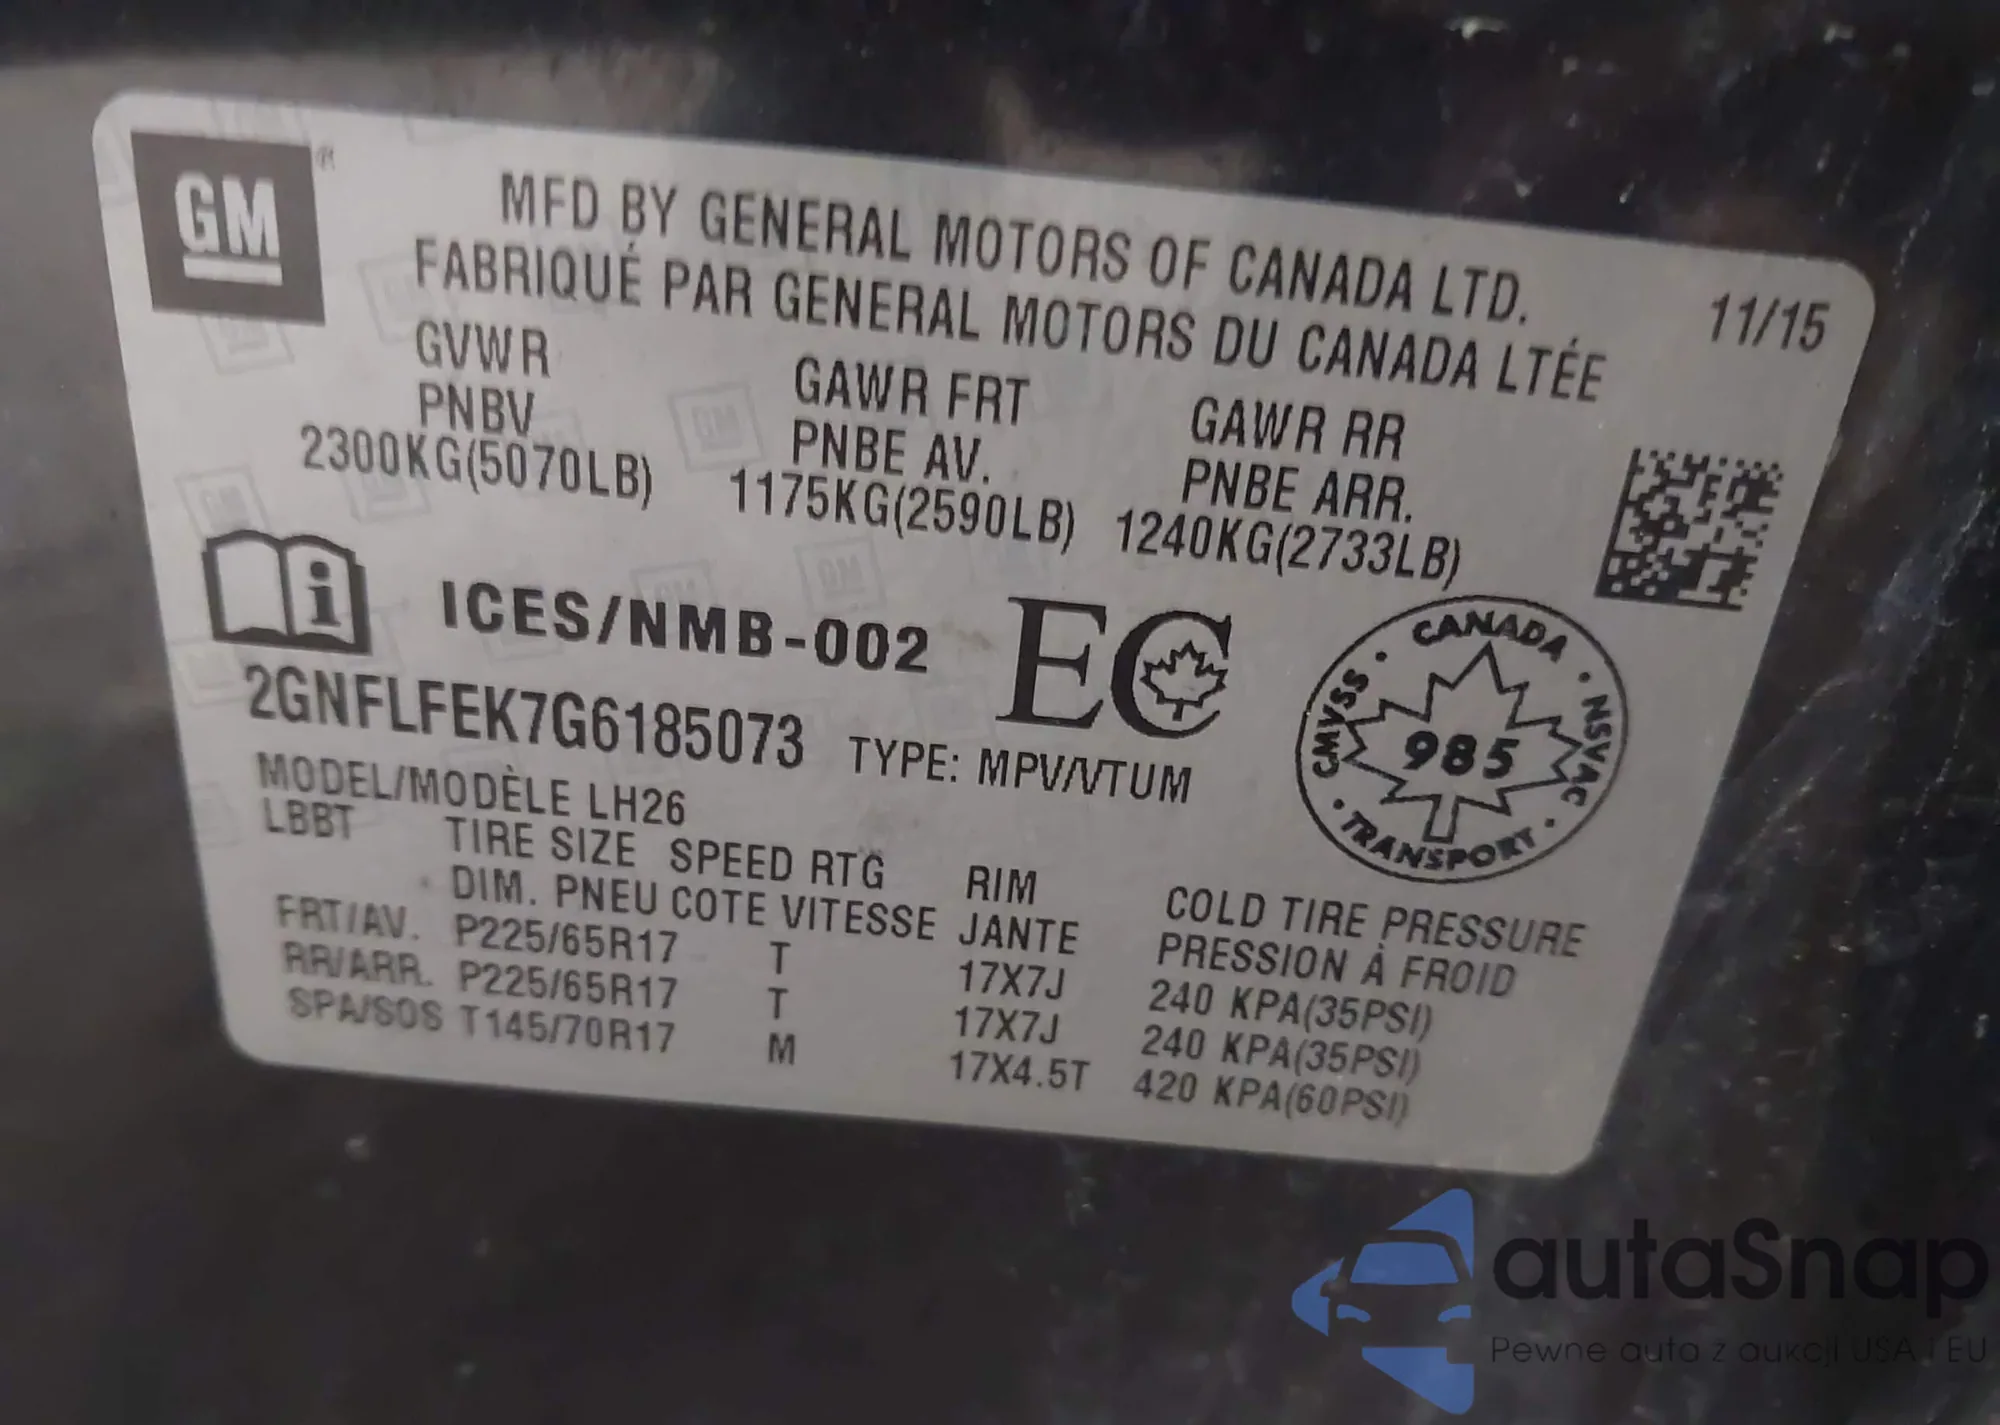 GM
MFD BY GENERAL MOTORS OF CANADA LTD.
FABRIQUÉ PAR GENERAL MOTORS DU CANADA LTÉE
11/15
GVWR
PNBV
2300KG(5070LB)
GAWR FRT
PNBE AV.
1175KG(2590LB)
GAWR RR
PNBE ARR.
1240KG(2733LB)
i
ICES/NMB-002
EC
CANADA · NSVAC · TRANSPORT · CMVSS ·
985
2GNFLFEK7G6185073
TYPE: MPV/VTUM
MODEL/MODÈLE LH26
LBBT TIRE SIZE SPEED RTG RIM COLD TIRE PRESSURE
DIM. PNEU COTE VITESSE JANTE PRESSION À FROID
FRT/AV. P225/65R17 T 17X7J 240 KPA(35PSI)
RR/ARR. P225/65R17 T 17X7J 240 KPA(35PSI)
SPA/SOS T145/70R17 M 17X4.5T 420 KPA(60PSI)
autaSnap
Pewne auta z aukcji USA i EU